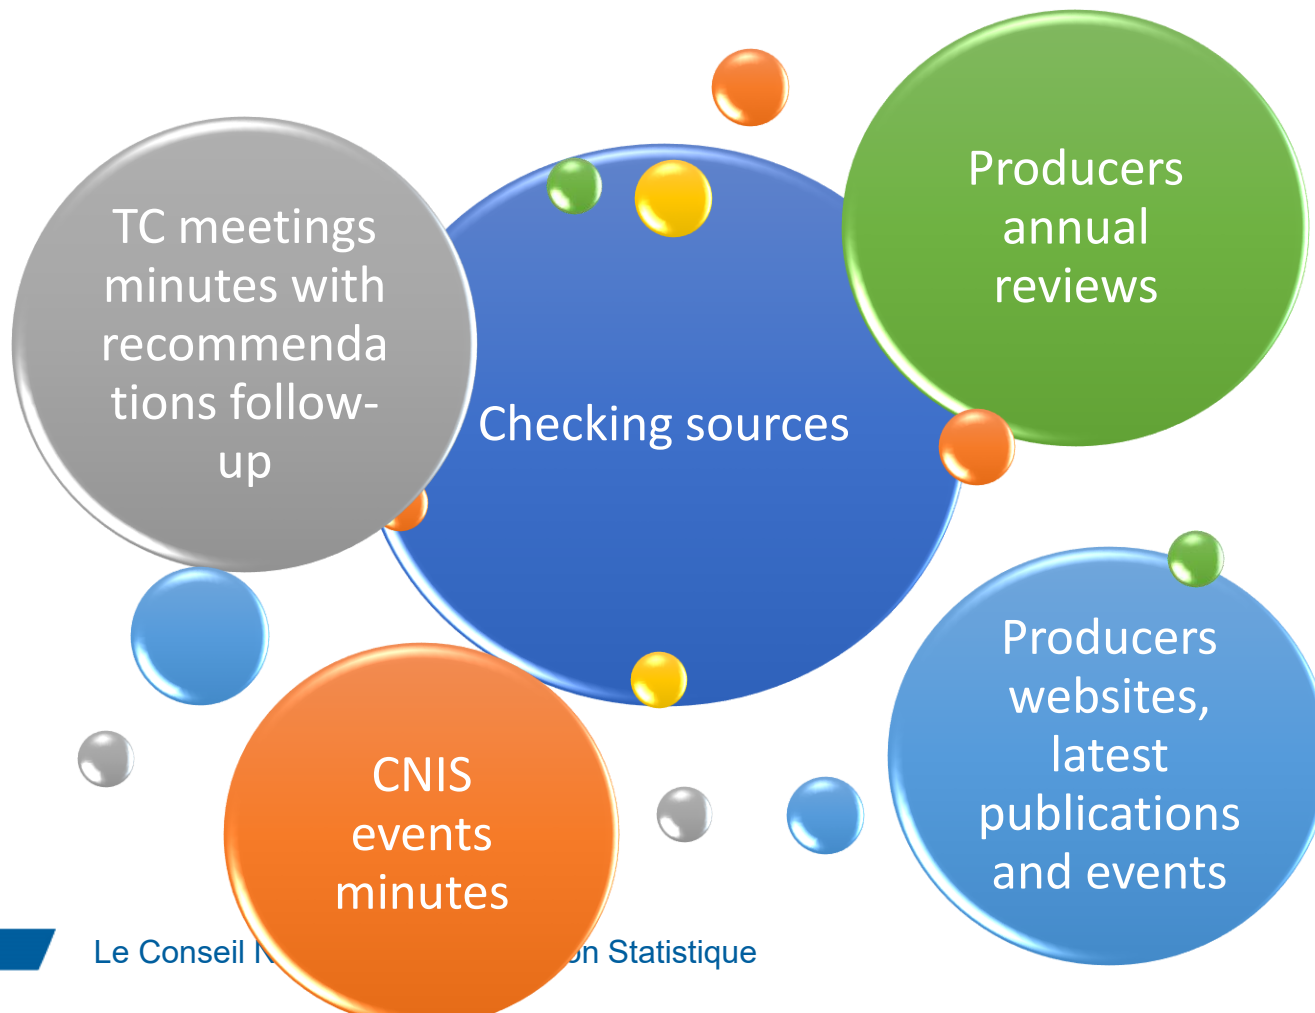 TC meetings
minutes with
recommenda
tions follow-
up
Checking sources
Producers
annual
reviews
Producers
websites,
latest
publications
and events
CNIS
events
minutes
Le Conseil Statistique